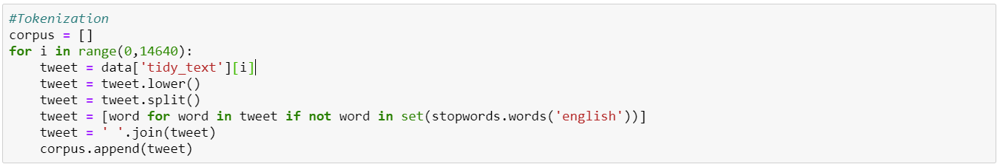 #Tokenization
corpus = []
for i in range(0,14640):
    tweet = data['tidy_text'][i]
    tweet = tweet.lower()
    tweet = tweet.split()
    tweet = [word for word in tweet if not word in set(stopwords.words('english'))]
    tweet = ' '.join(tweet)
    corpus.append(tweet)